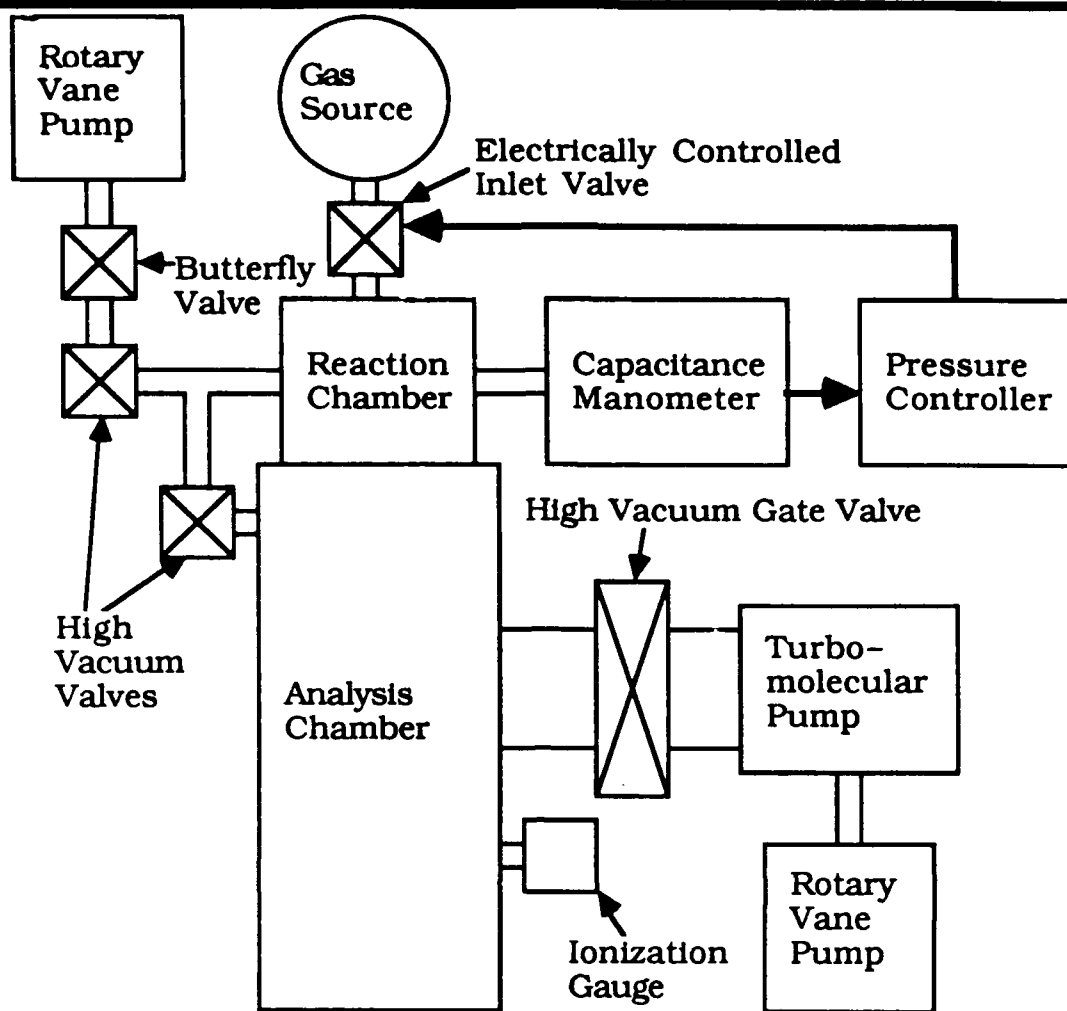 Rotary
Vane
Pump
Gas
Source
Electrically Controlled
Inlet Valve
Butterfly
Valve
Reaction
Chamber
Capacitance
Manometer
Pressure
Controller
High Vacuum Gate Valve
High
Vacuum
Valves
Analysis
Chamber
Turbo-
molecular
Pump
Ionization
Gauge
Rotary
Vane
Pump